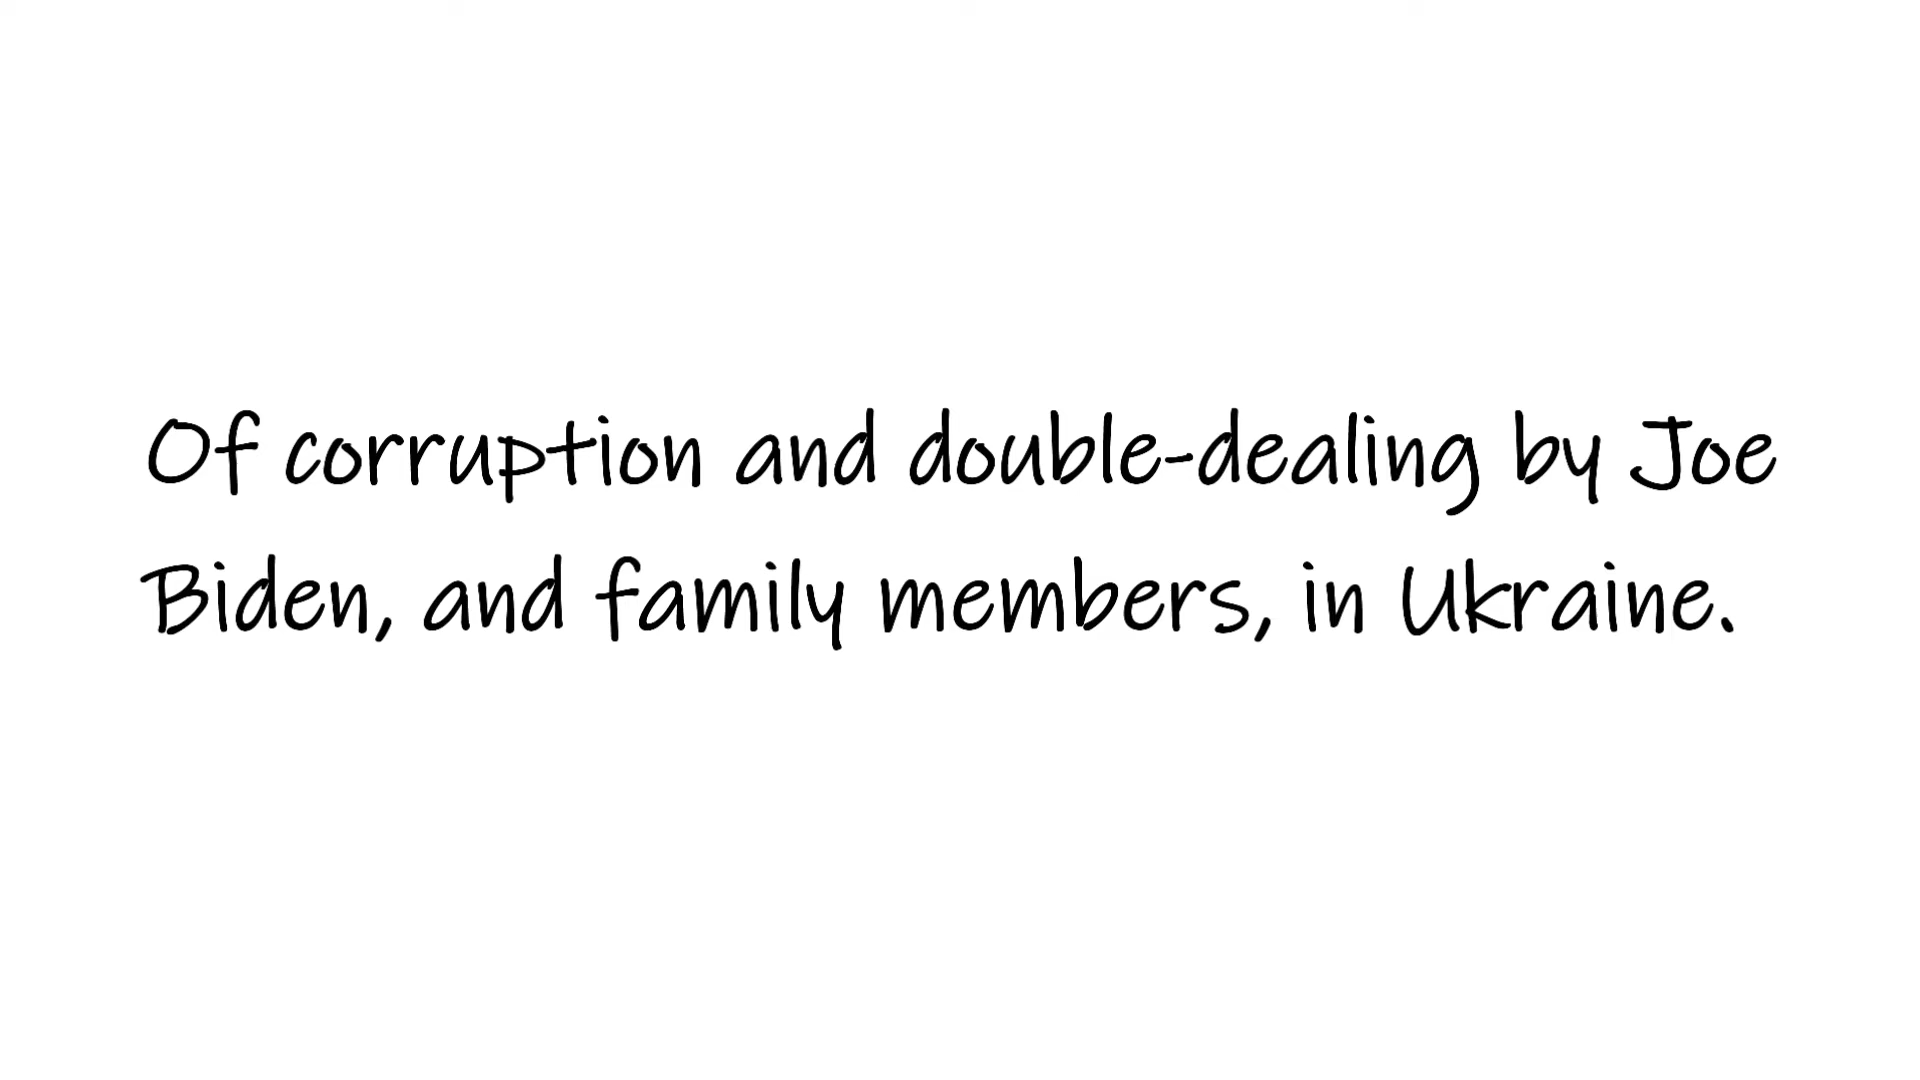 Of corruption and double-dealing by Joe
Biden, and family members, in Ukraine.